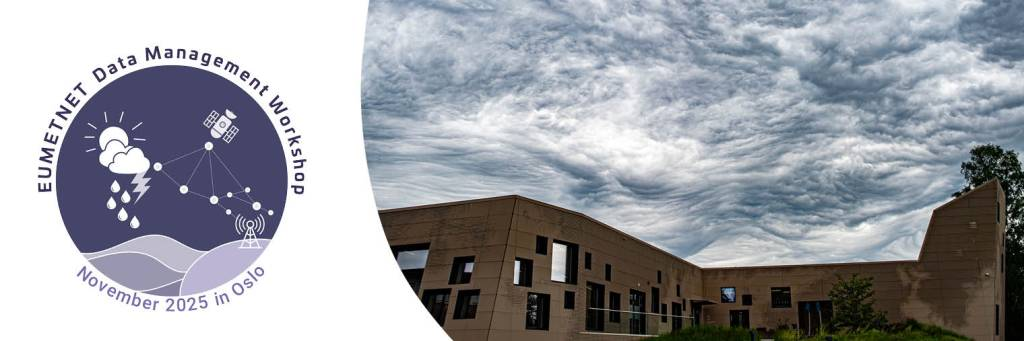 EUMETNET Data Management Workshop
November 2025 in Oslo